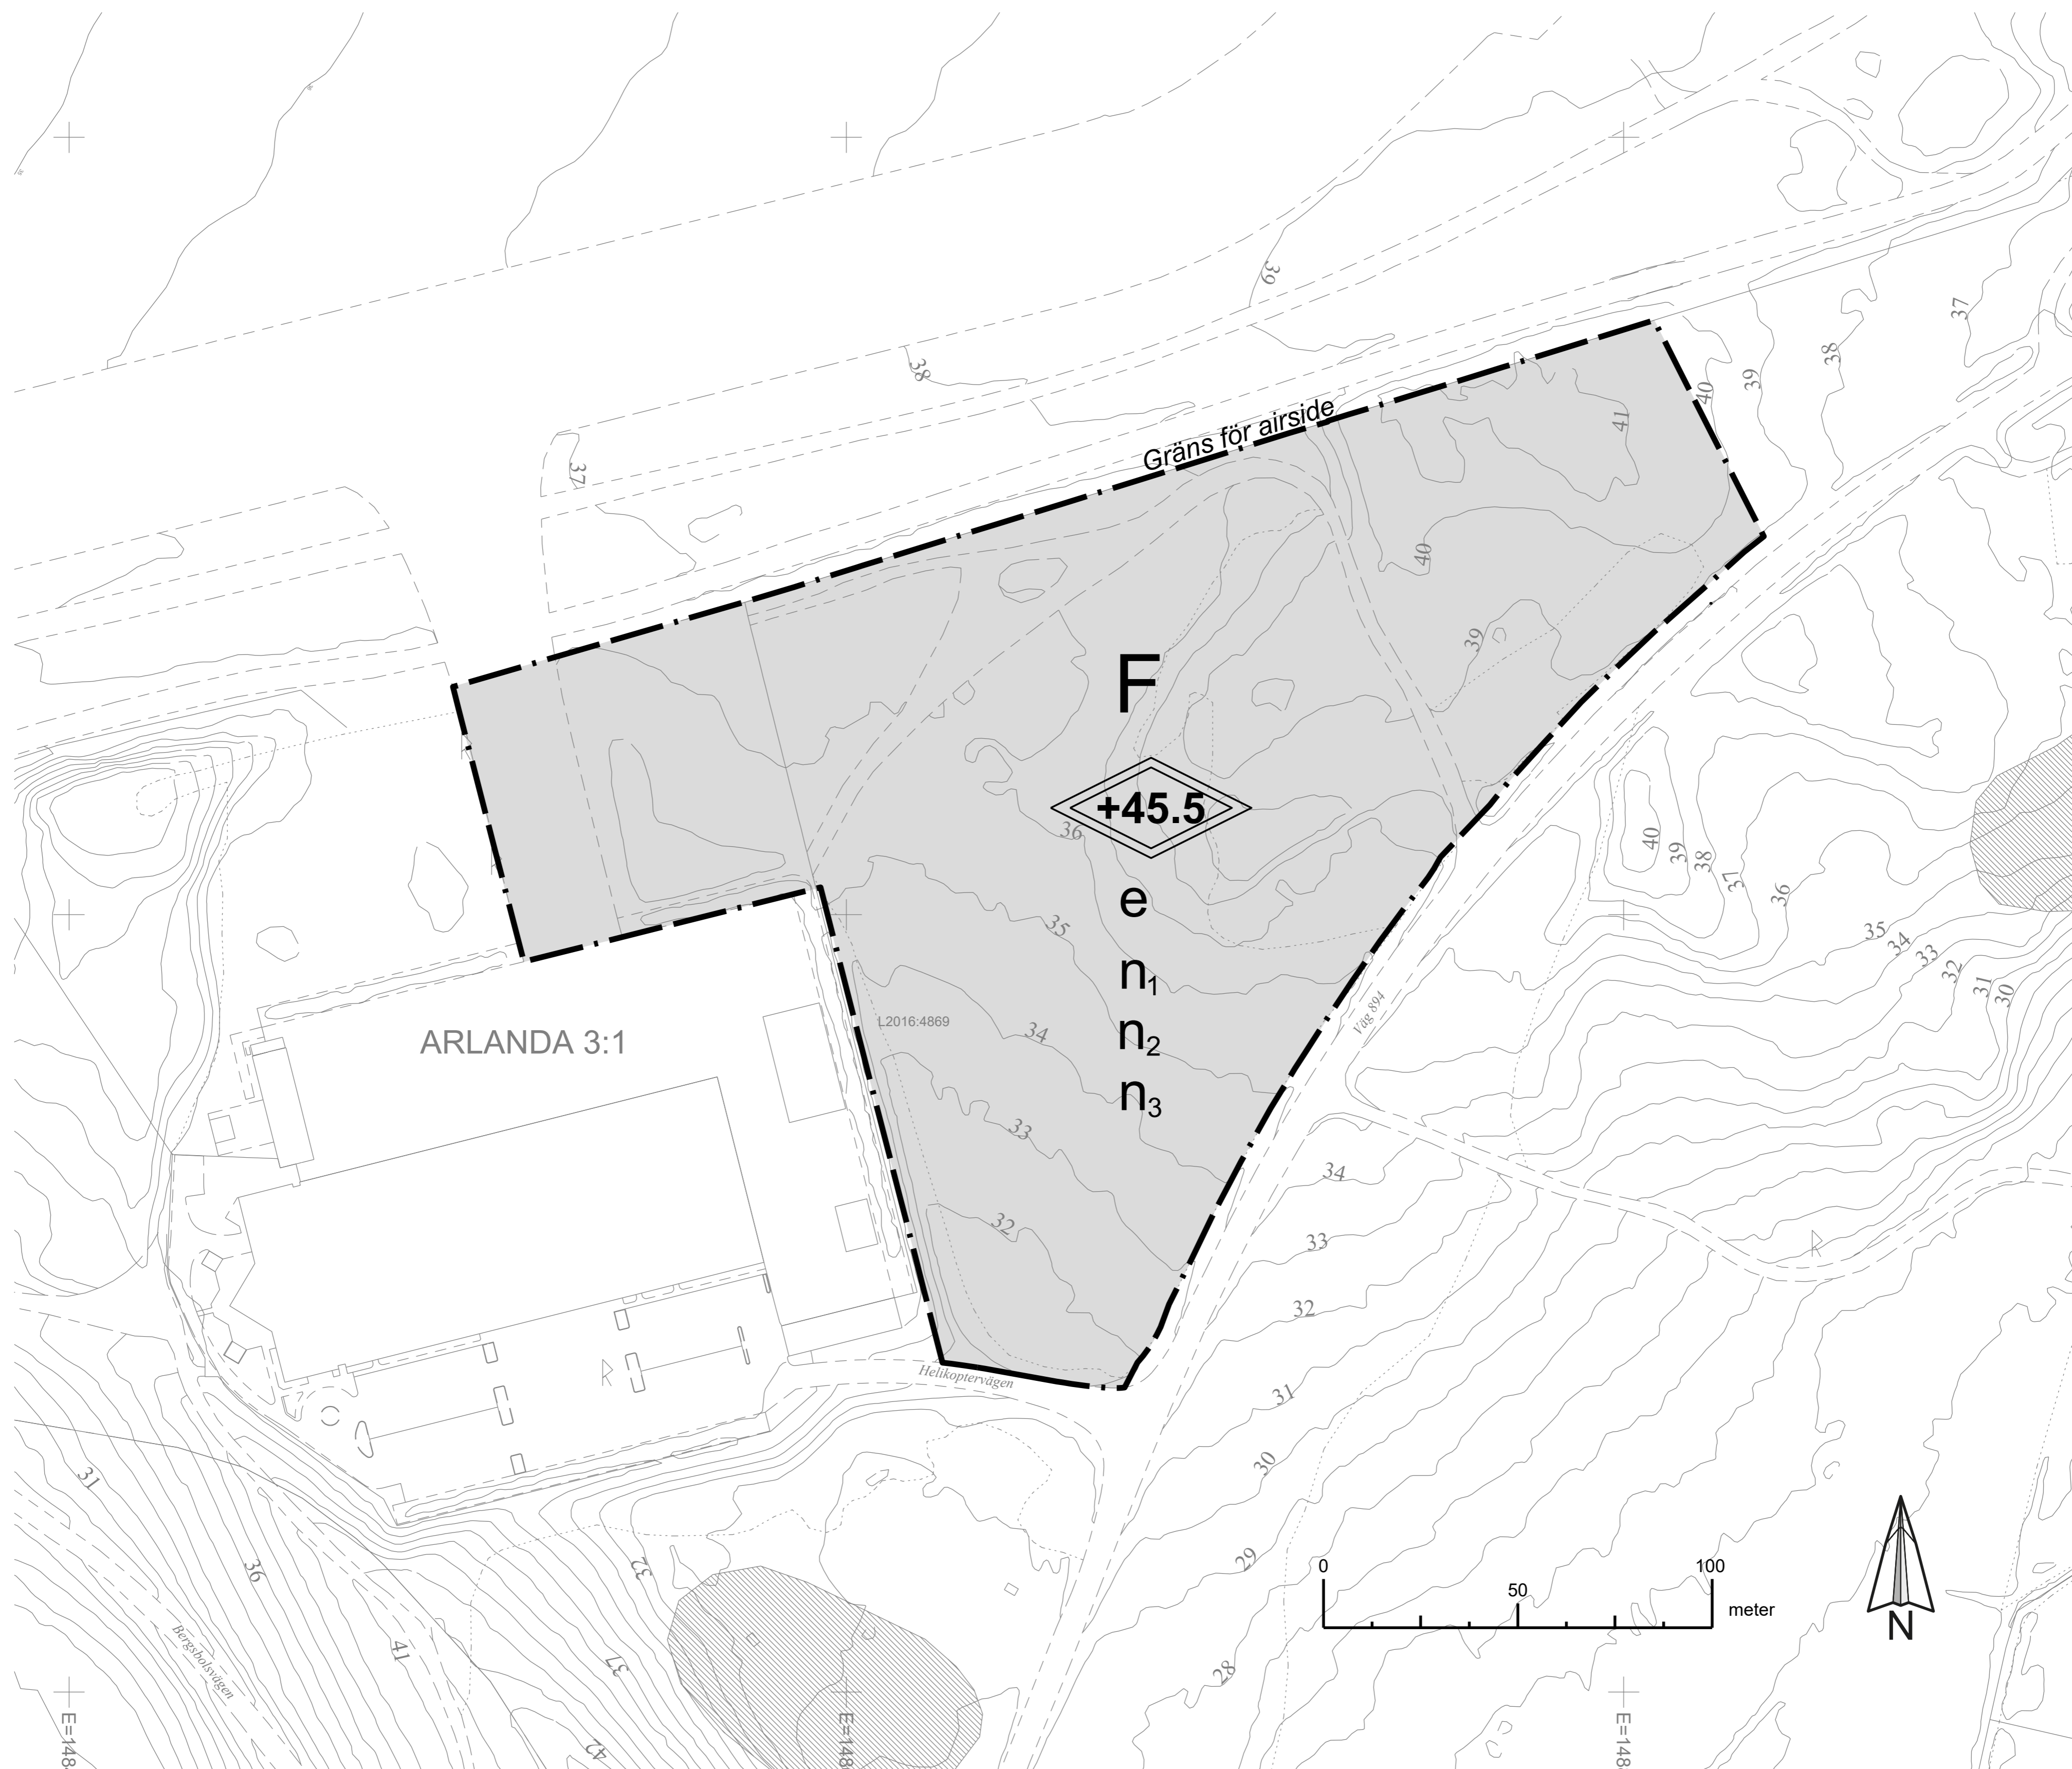 39
38
37
37
38
39
40
41
Gräns för airside
40
39
F
+45.5
36
e
n₁
n₂
n₃
35
34
33
32
L2016:4869
ARLANDA 3:1
Väg 894
Helikoptervägen
40
39
38
37
36
35
34
33
32
31
30
34
33
32
31
30
29
28
31
36
41
32
37
42
Bergsbolsvägen
0
50
100
meter
N
E=148
E=148
E=148